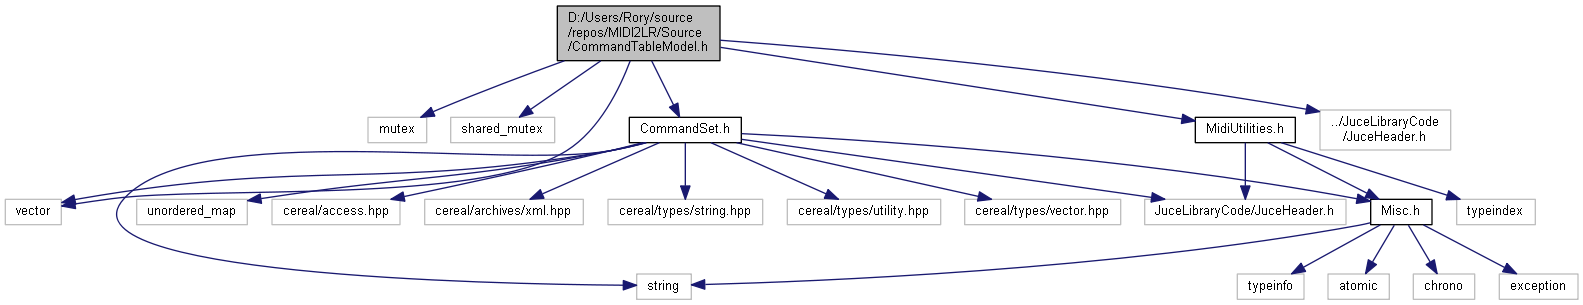 D:/Users/Rory/source
/repos/MIDI2LR/Source
/CommandTableModel.h
mutex
shared_mutex
CommandSet.h
MidiUtilities.h
../JuceLibraryCode
/JuceHeader.h
vector
unordered_map
cereal/access.hpp
cereal/archives/xml.hpp
cereal/types/string.hpp
cereal/types/utility.hpp
cereal/types/vector.hpp
JuceLibraryCode/JuceHeader.h
Misc.h
typeindex
string
typeinfo
atomic
chrono
exception